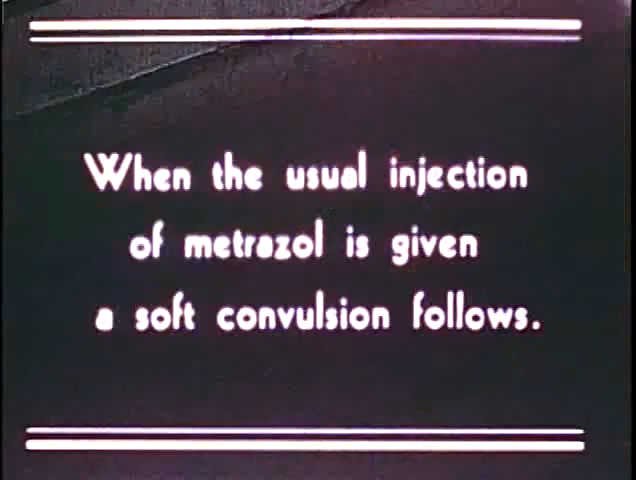 When the usual injection
of metrazol is given
a soft convulsion follows.